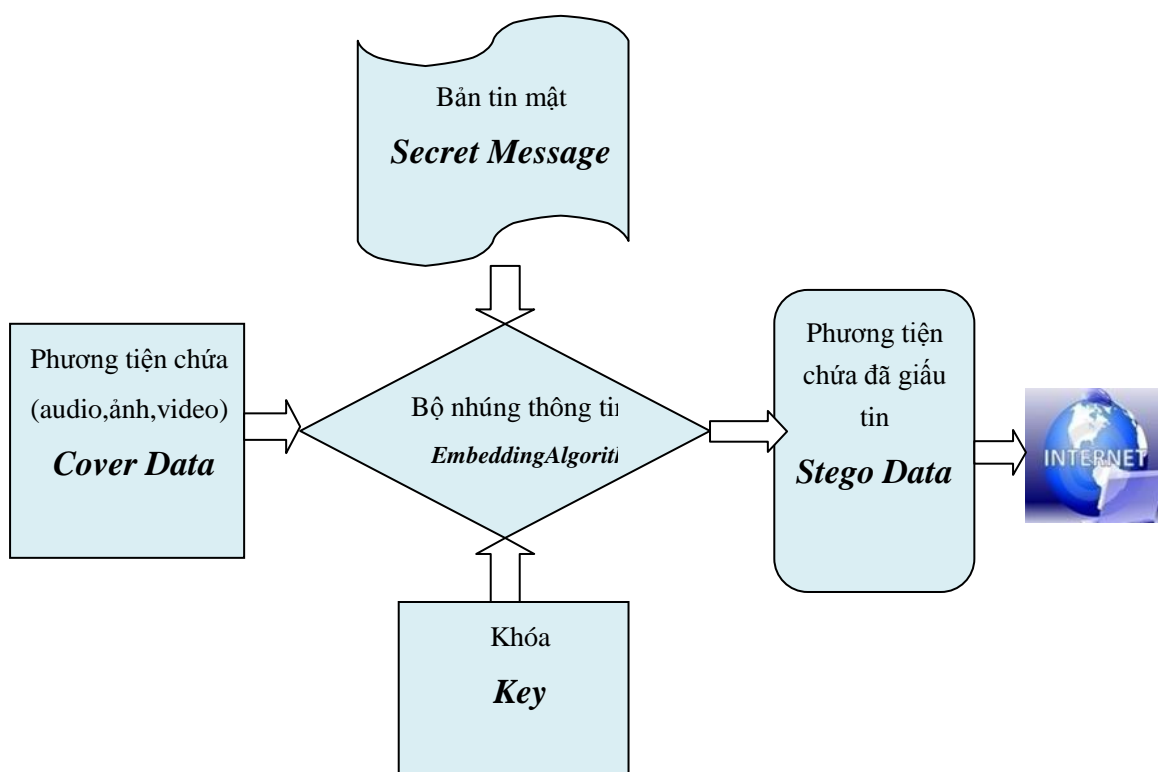 Bản tin mật
Secret Message
Phương tiện chứa
(audio,ảnh,video)
Cover Data
Bộ nhúng thông tin
EmbeddingAlgorith
Phương tiện
chứa đã giấu
tin
Stego Data
INTERNET
Khóa
Key